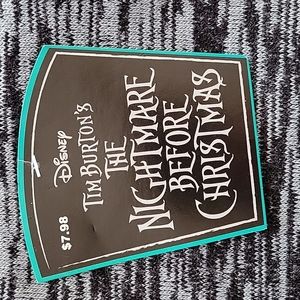 Disney
TIM BURTON'S
THE
NIGHTMARE
BEFORE
CHRISTMAS
$7.98